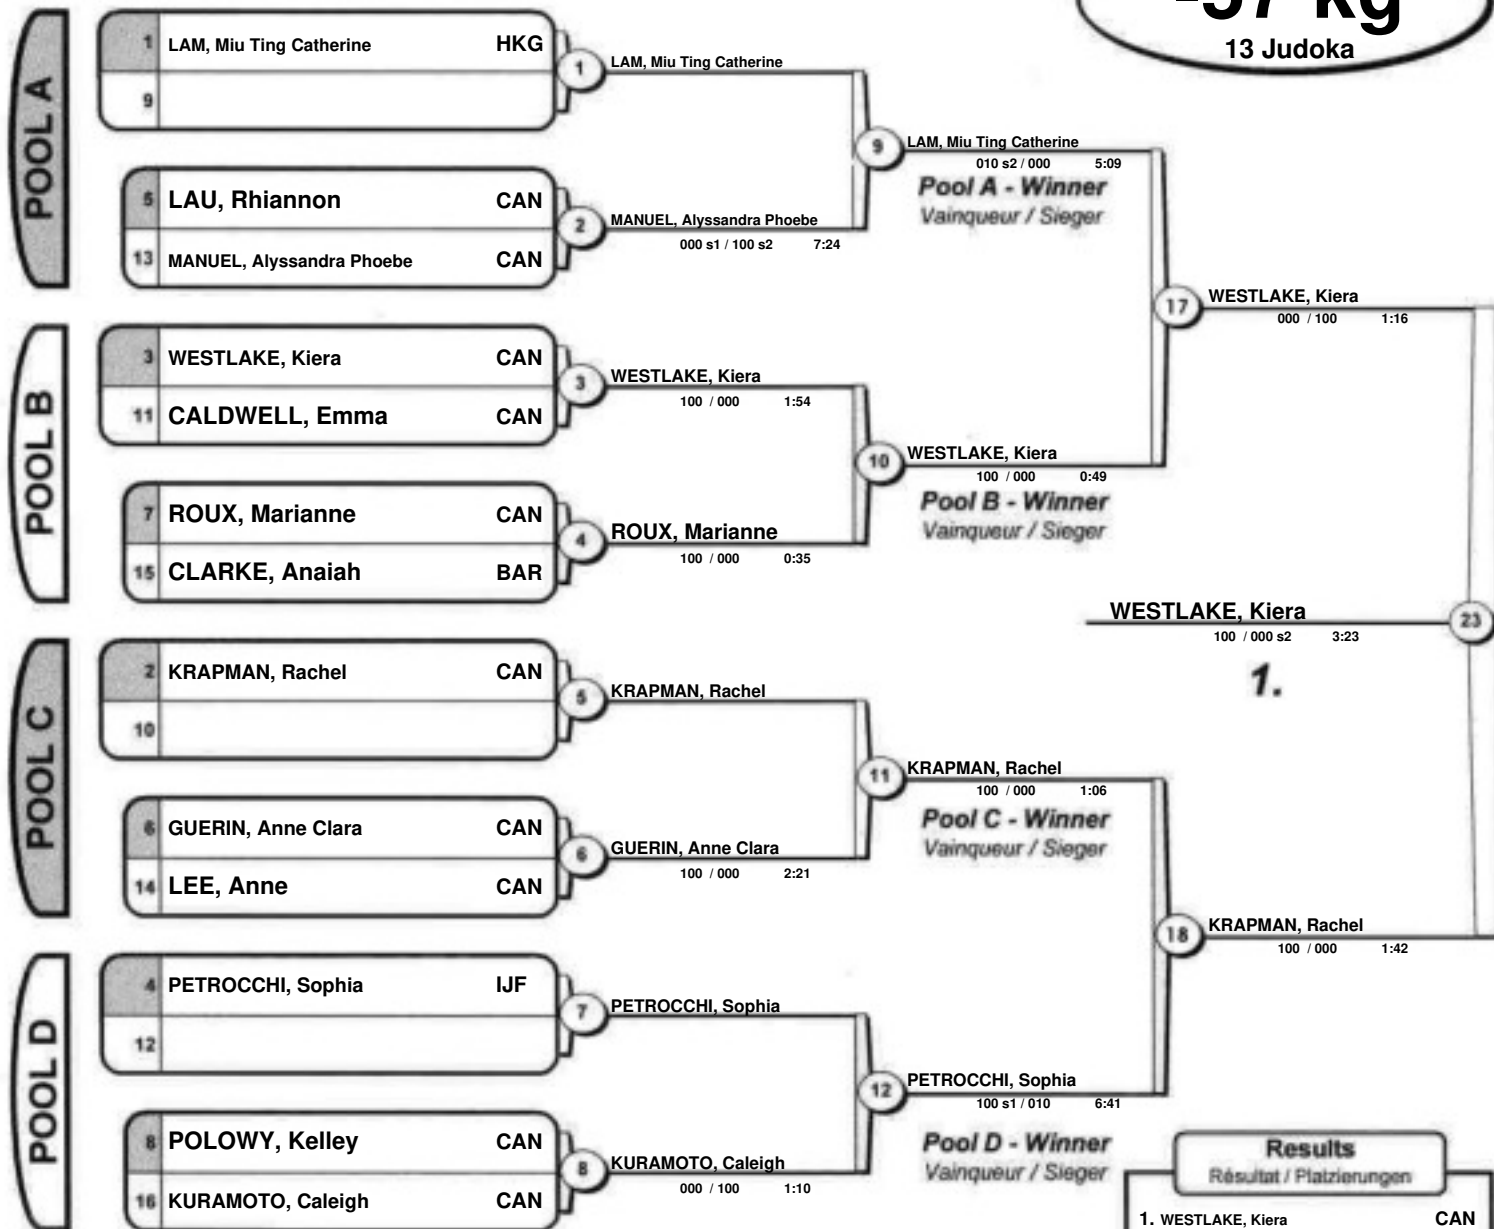 -57 kg
13 Judoka
POOL A
1 LAM, Miu Ting Catherine HKG
9
1 LAM, Miu Ting Catherine
5 LAU, Rhiannon CAN
13 MANUEL, Alyssandra Phoebe CAN
2 MANUEL, Alyssandra Phoebe
000 s1 / 100 s2 7:24
9 LAM, Miu Ting Catherine
010 s2 / 000 5:09
Pool A - Winner
Vainqueur / Sieger
POOL B
3 WESTLAKE, Kiera CAN
11 CALDWELL, Emma CAN
3 WESTLAKE, Kiera
100 / 000 1:54
7 ROUX, Marianne CAN
15 CLARKE, Anaiah BAR
4 ROUX, Marianne
100 / 000 0:35
10 WESTLAKE, Kiera
100 / 000 0:49
Pool B - Winner
Vainqueur / Sieger
17 WESTLAKE, Kiera
000 / 100 1:16
WESTLAKE, Kiera 23
100 / 000 s2 3:23
1.
POOL C
2 KRAPMAN, Rachel CAN
10
5 KRAPMAN, Rachel
6 GUERIN, Anne Clara CAN
14 LEE, Anne CAN
6 GUERIN, Anne Clara
100 / 000 2:21
11 KRAPMAN, Rachel
100 / 000 1:06
Pool C - Winner
Vainqueur / Sieger
POOL D
4 PETROCCHI, Sophia IJF
12
7 PETROCCHI, Sophia
8 POLOWY, Kelley CAN
16 KURAMOTO, Caleigh CAN
8 KURAMOTO, Caleigh
000 / 100 1:10
12 PETROCCHI, Sophia
100 s1 / 010 6:41
Pool D - Winner
Vainqueur / Sieger
18 KRAPMAN, Rachel
100 / 000 1:42
Results
Résultat / Platzierungen
1. WESTLAKE, Kiera CAN